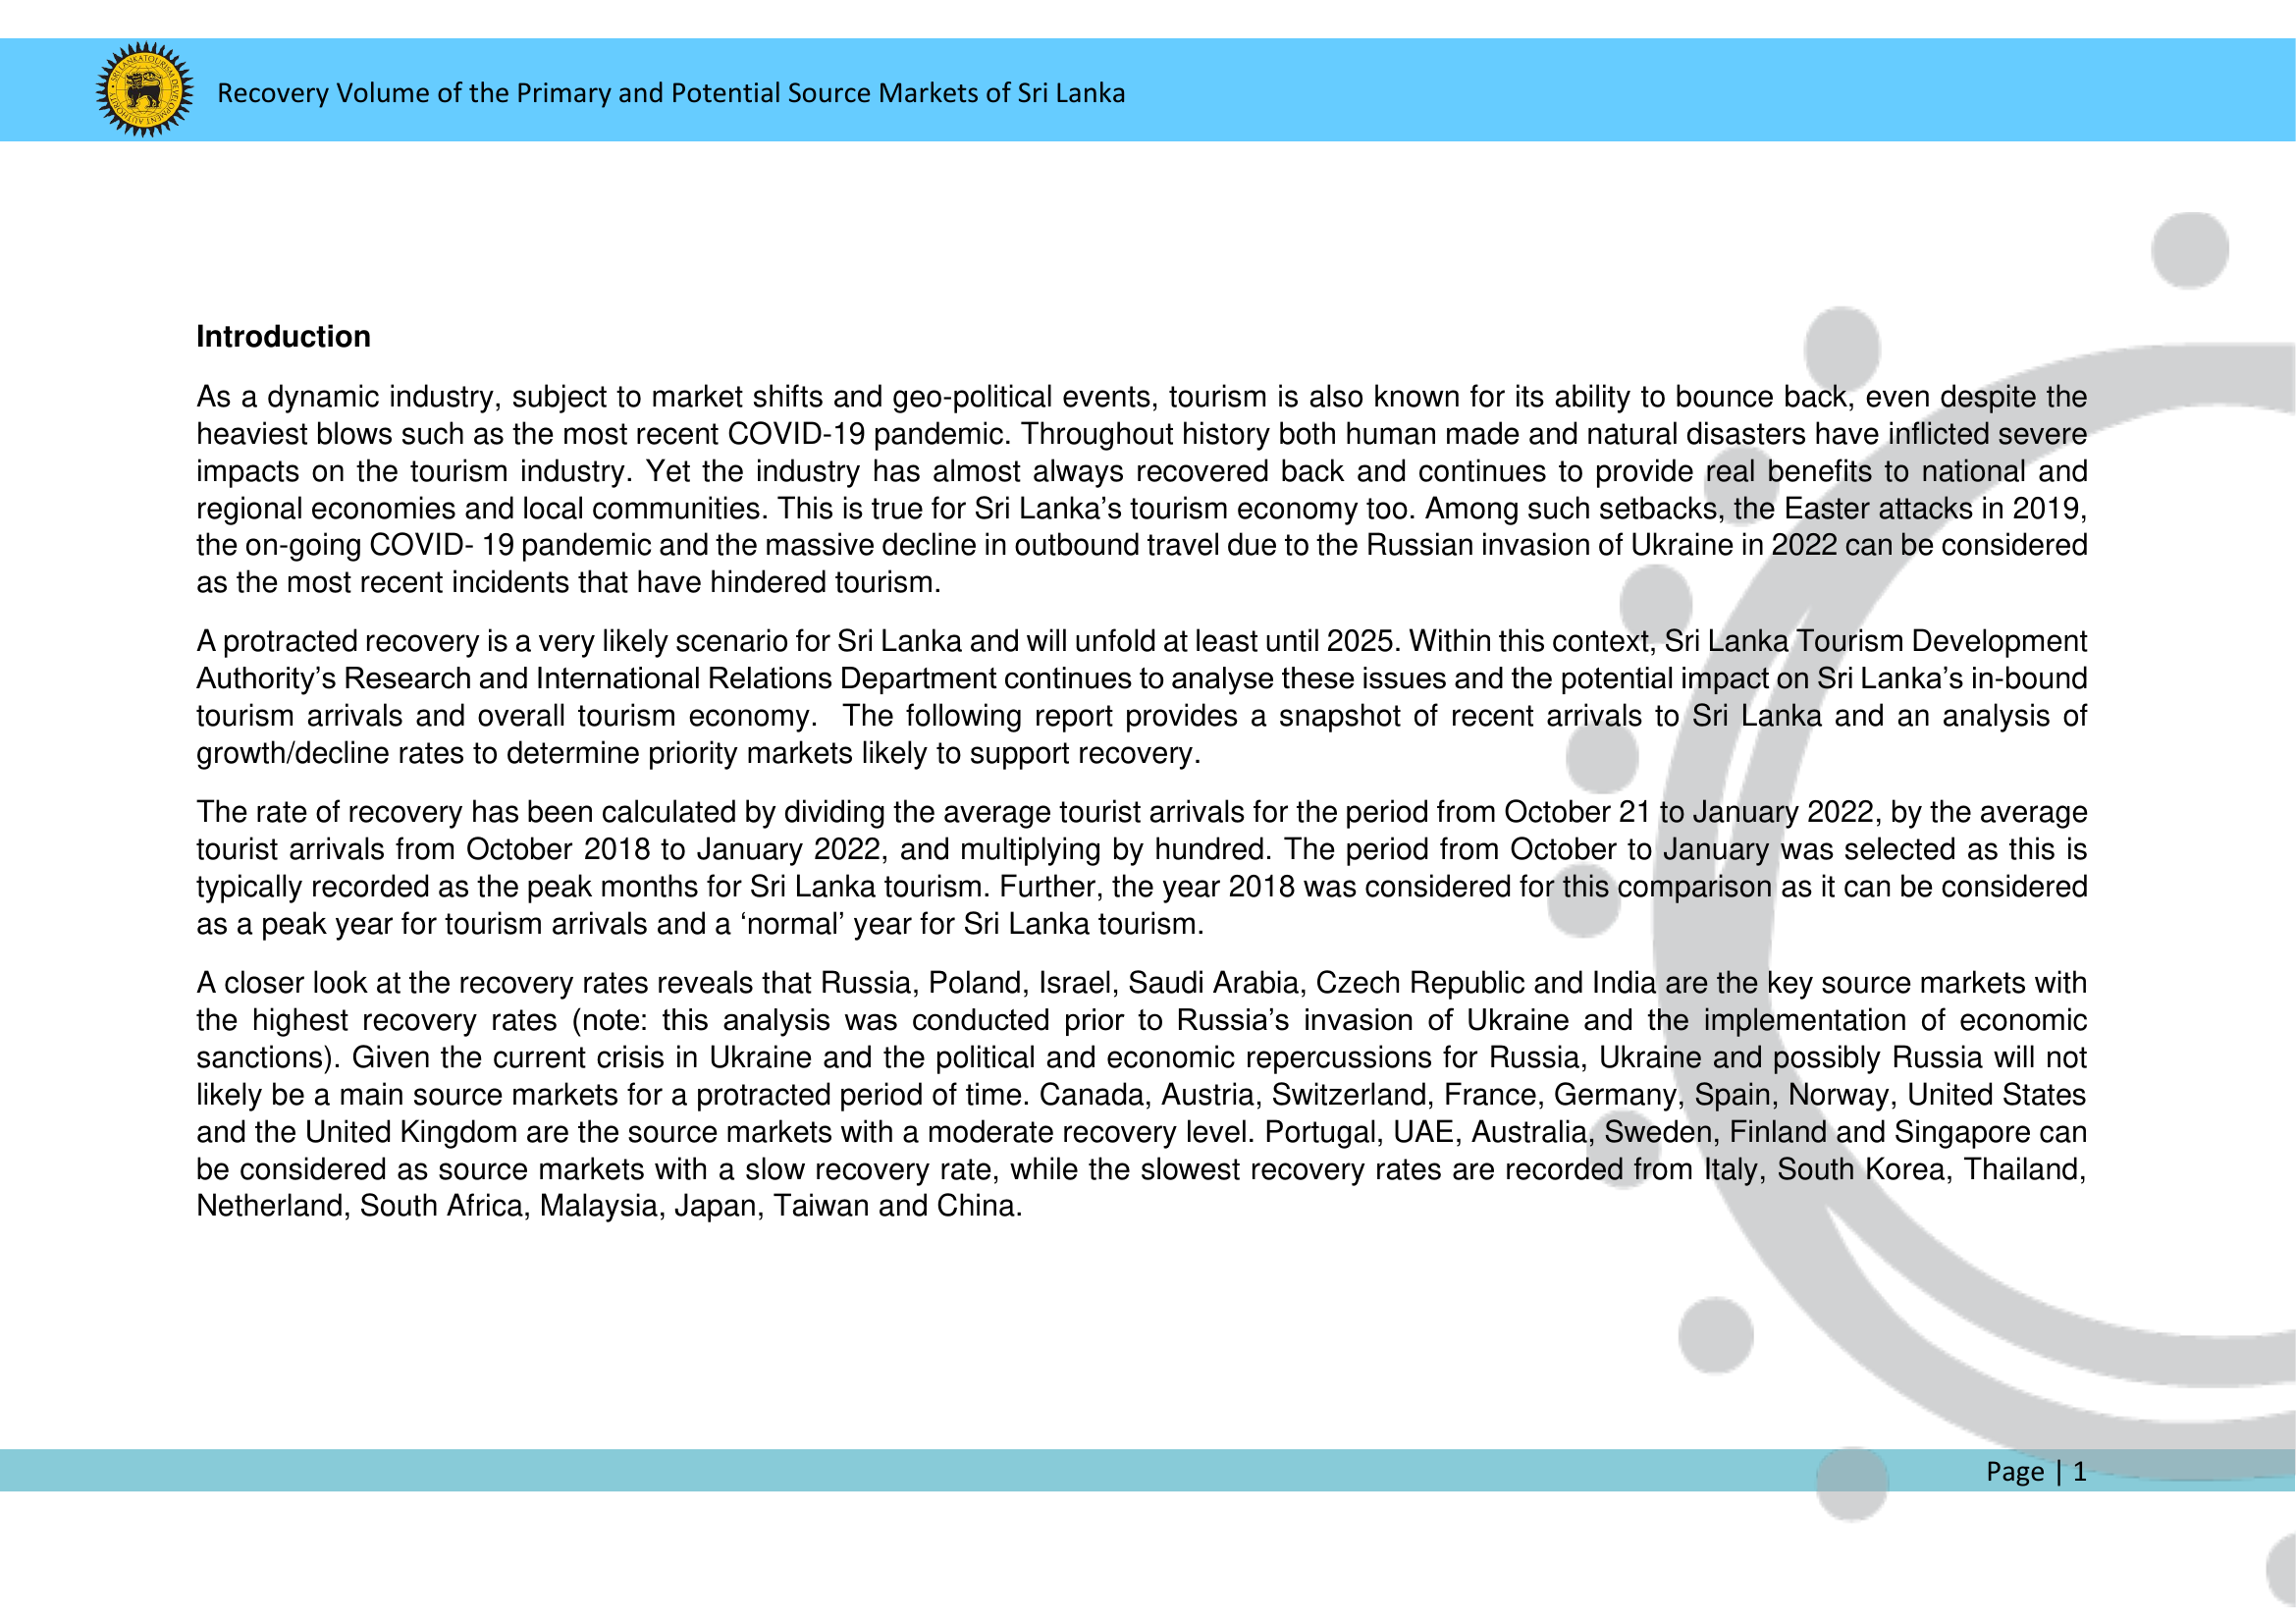 SRI LANKA TOURISM DEVELOPMENT AUTHORITY
Recovery Volume of the Primary and Potential Source Markets of Sri Lanka
Introduction
As a dynamic industry, subject to market shifts and geo-political events, tourism is also known for its ability to bounce back, even despite the
heaviest blows such as the most recent COVID-19 pandemic. Throughout history both human made and natural disasters have inflicted severe
impacts on the tourism industry. Yet the industry has almost always recovered back and continues to provide real benefits to national and
regional economies and local communities. This is true for Sri Lanka’s tourism economy too. Among such setbacks, the Easter attacks in 2019,
the on-going COVID- 19 pandemic and the massive decline in outbound travel due to the Russian invasion of Ukraine in 2022 can be considered
as the most recent incidents that have hindered tourism.
A protracted recovery is a very likely scenario for Sri Lanka and will unfold at least until 2025. Within this context, Sri Lanka Tourism Development
Authority’s Research and International Relations Department continues to analyse these issues and the potential impact on Sri Lanka’s in-bound
tourism arrivals and overall tourism economy.  The following report provides a snapshot of recent arrivals to Sri Lanka and an analysis of
growth/decline rates to determine priority markets likely to support recovery.
The rate of recovery has been calculated by dividing the average tourist arrivals for the period from October 21 to January 2022, by the average
tourist arrivals from October 2018 to January 2022, and multiplying by hundred. The period from October to January was selected as this is
typically recorded as the peak months for Sri Lanka tourism. Further, the year 2018 was considered for this comparison as it can be considered
as a peak year for tourism arrivals and a ‘normal’ year for Sri Lanka tourism.
A closer look at the recovery rates reveals that Russia, Poland, Israel, Saudi Arabia, Czech Republic and India are the key source markets with
the highest recovery rates (note: this analysis was conducted prior to Russia’s invasion of Ukraine and the implementation of economic
sanctions). Given the current crisis in Ukraine and the political and economic repercussions for Russia, Ukraine and possibly Russia will not
likely be a main source markets for a protracted period of time. Canada, Austria, Switzerland, France, Germany, Spain, Norway, United States
and the United Kingdom are the source markets with a moderate recovery level. Portugal, UAE, Australia, Sweden, Finland and Singapore can
be considered as source markets with a slow recovery rate, while the slowest recovery rates are recorded from Italy, South Korea, Thailand,
Netherland, South Africa, Malaysia, Japan, Taiwan and China.
Page | 1